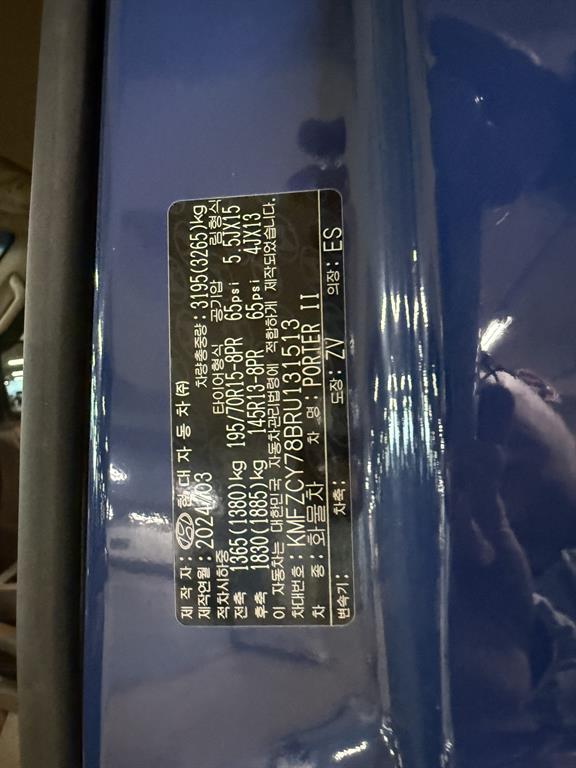 제 작 자: 현대자동차(주)
제작연월: 2024/03 차량총중량: 3195(3265)kg
적차시하중 타이어형식 공기압 림형식
전축 1365(1380)kg 195/70R15-8PR 65psi 5.5JX15
후축 1830(1885)kg 145R13-8PR 65psi 4JX13
이 자동차는 대한민국 자동차관리법령에 적합하게 제작되었습니다.
차대번호: KMFZCY78BRU131513
차 종: 화물차 차 명: PORTER II
변속기: 차축: 도장: ZV 의장: ES